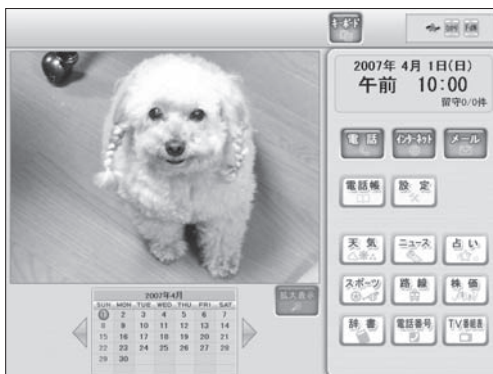 キーボード
2007年 4月 1日(日)
午前 10:00
留守0/0件
電 話 インターネット メール
電話帳 設 定
天 気 ニュース 占 い
スポーツ 路 線 株 価
辞 書 電話番号 TV番組表
拡大表示
2007年4月
SUN MON TUE WED THU FRI SAT
1 2 3 4 5 6 7
8 9 10 11 12 13 14
15 16 17 18 19 20 21
22 23 24 25 26 27 28
29 30